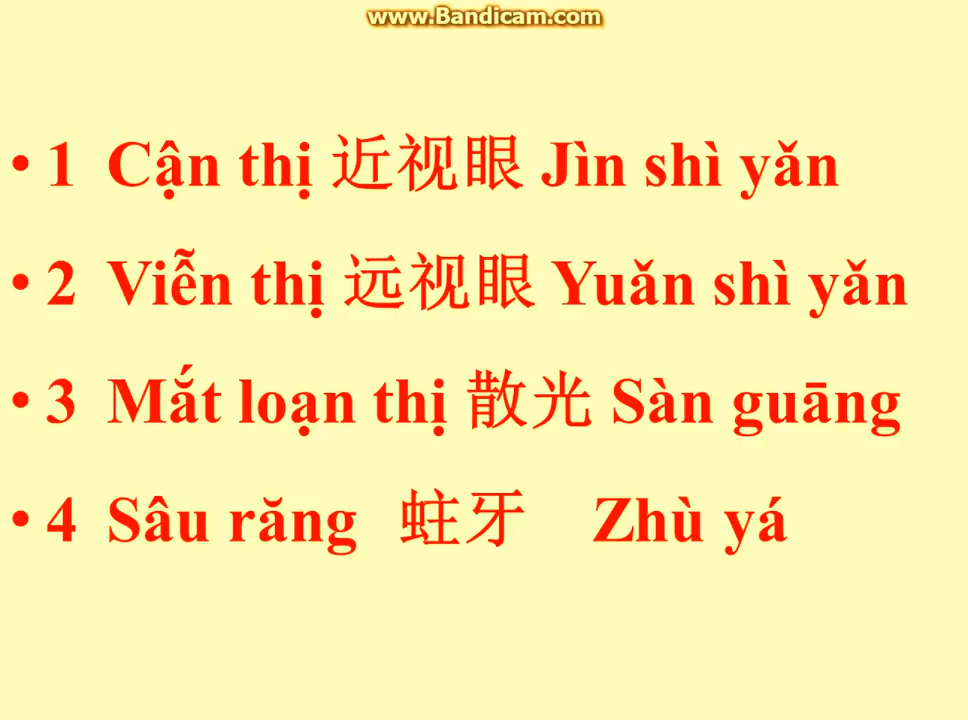 www.Bandicam.com
• 1 Cận thị 近视眼 Jìn shì yǎn
• 2 Viễn thị 远视眼 Yuǎn shì yǎn
• 3 Mắt loạn thị 散光 Sàn guāng
• 4 Sâu răng 蛀牙 Zhù yá